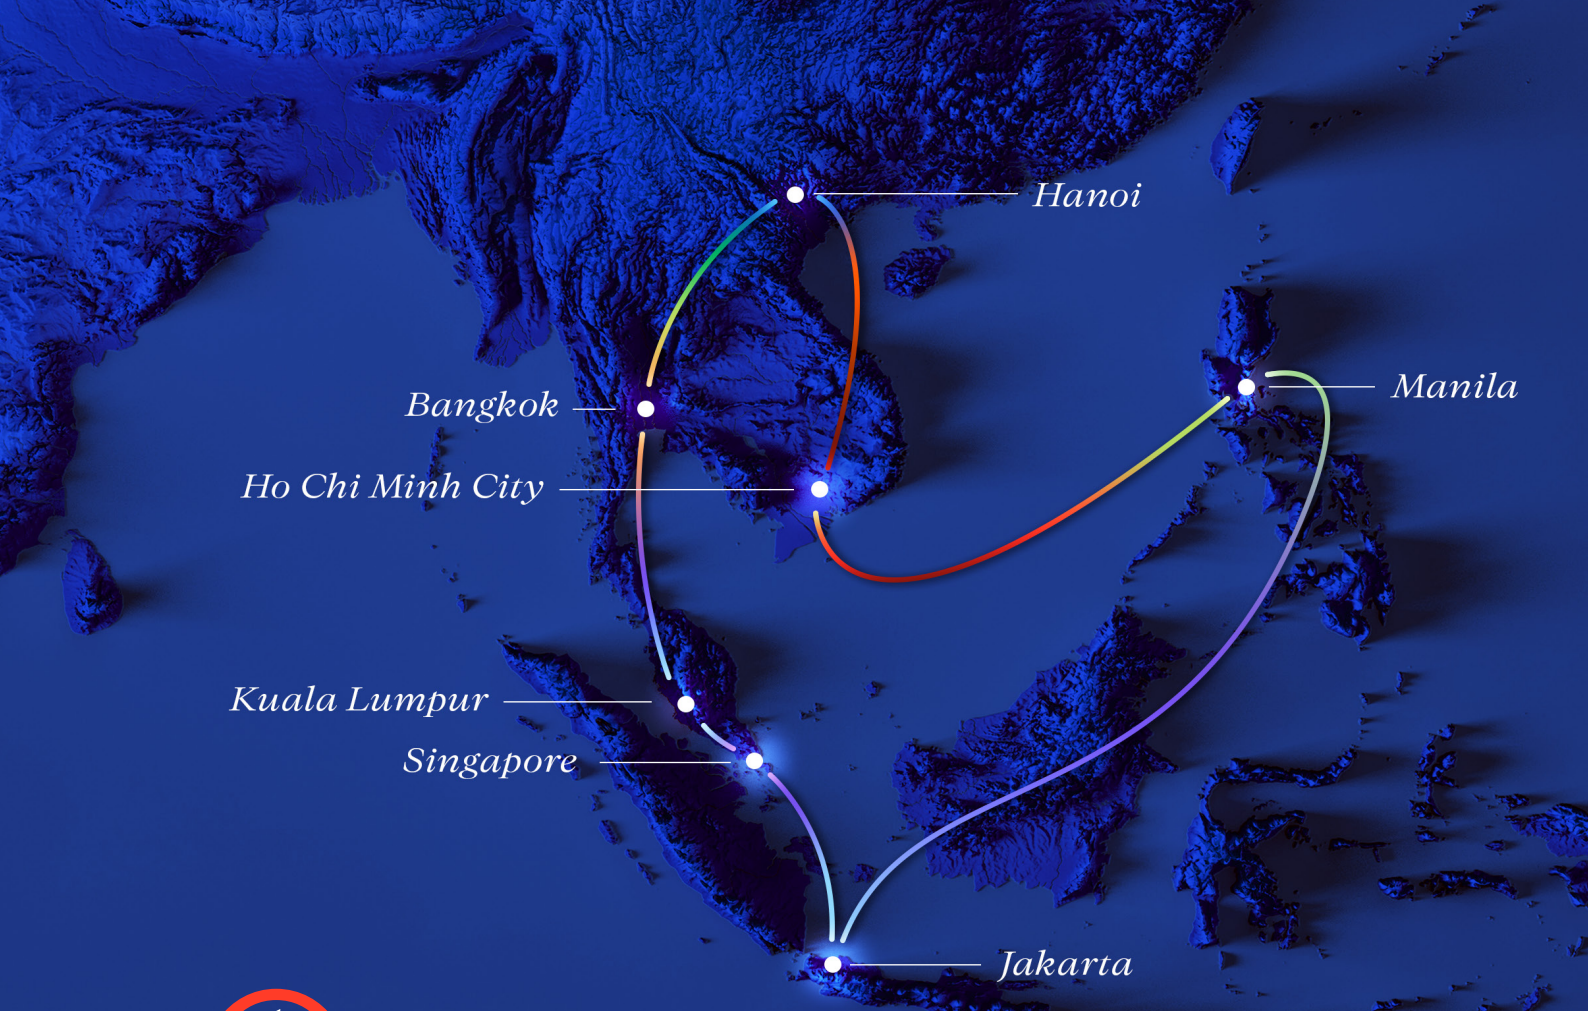 Hanoi
Manila
Bangkok
Ho Chi Minh City
Kuala Lumpur
Singapore
Jakarta